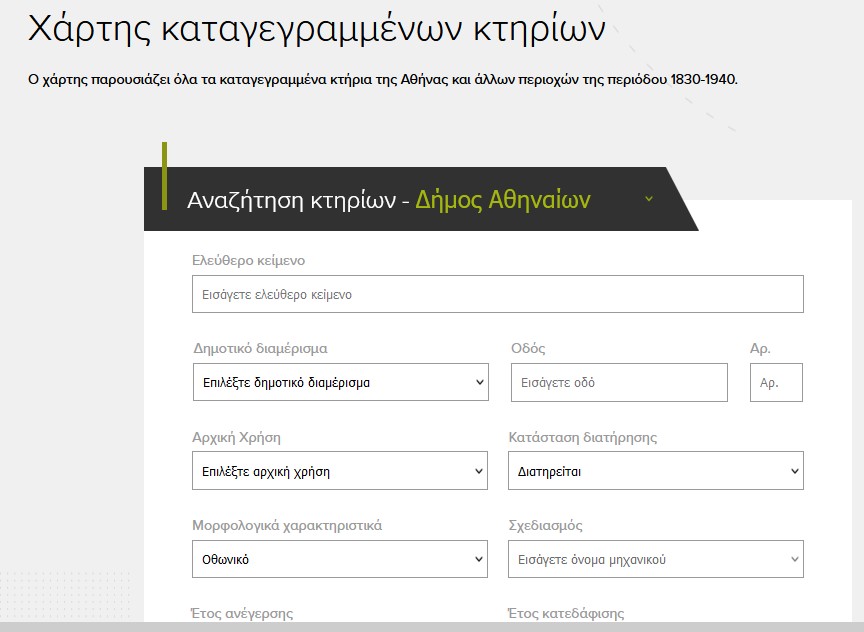 Χάρτης καταγεγραμμένων κτηρίων
Ο χάρτης παρουσιάζει όλα τα καταγεγραμμένα κτήρια της Αθήνας και άλλων περιοχών της περιόδου 1830-1940.
Αναζήτηση κτηρίων - Δήμος Αθηναίων
Ελεύθερο κείμενο
Εισάγετε ελεύθερο κείμενο
Δημοτικό διαμέρισμα Οδός Αρ.
Επιλέξτε δημοτικό διαμέρισμα Εισάγετε οδό Αρ.
Αρχική Χρήση Κατάσταση διατήρησης
Επιλέξτε αρχική χρήση Διατηρείται
Μορφολογικά χαρακτηριστικά Σχεδιασμός
Οθωνικό Εισάγετε όνομα μηχανικού
Έτος ανέγερσης Έτος κατεδάφισης